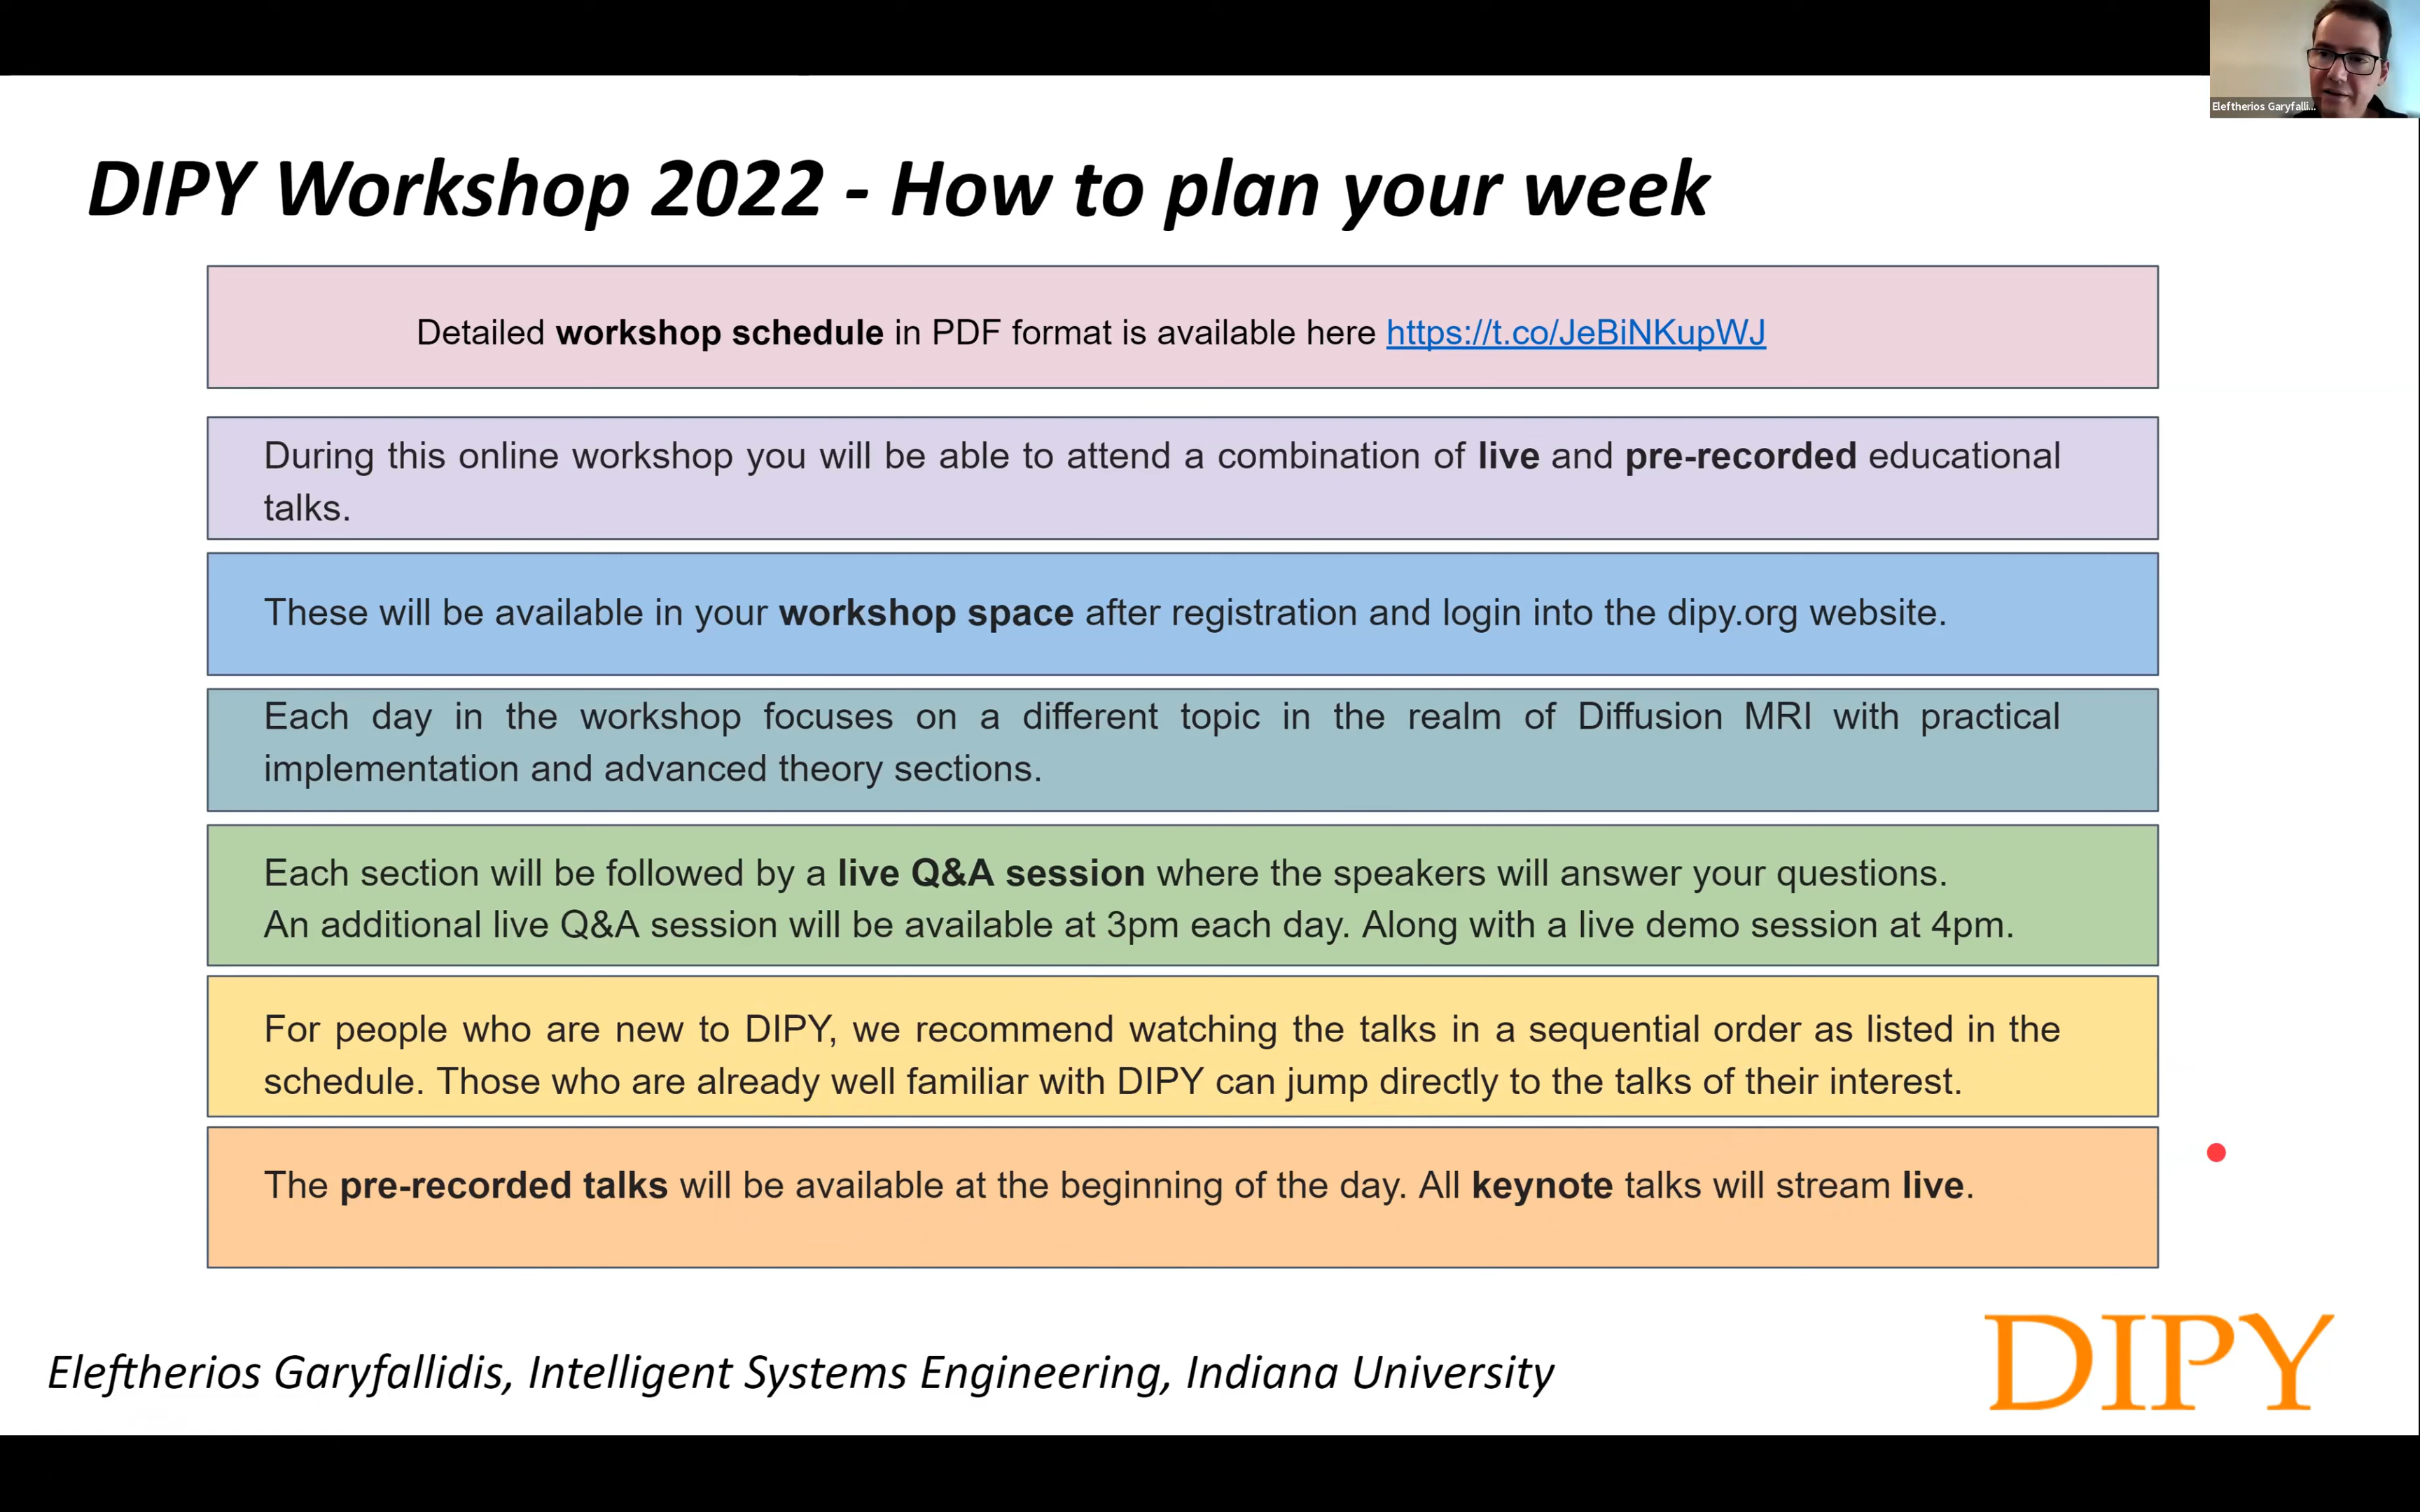 Eleftherios Garyfalli...
DIPY Workshop 2022 - How to plan your week
Detailed workshop schedule in PDF format is available here https://t.co/JeBiNKupWJ
During this online workshop you will be able to attend a combination of live and pre-recorded educational
talks.
These will be available in your workshop space after registration and login into the dipy.org website.
Each day in the workshop focuses on a different topic in the realm of Diffusion MRI with practical
implementation and advanced theory sections.
Each section will be followed by a live Q&A session where the speakers will answer your questions.
An additional live Q&A session will be available at 3pm each day. Along with a live demo session at 4pm.
For people who are new to DIPY, we recommend watching the talks in a sequential order as listed in the
schedule. Those who are already well familiar with DIPY can jump directly to the talks of their interest.
The pre-recorded talks will be available at the beginning of the day. All keynote talks will stream live.
Eleftherios Garyfallidis, Intelligent Systems Engineering, Indiana University
DIPY